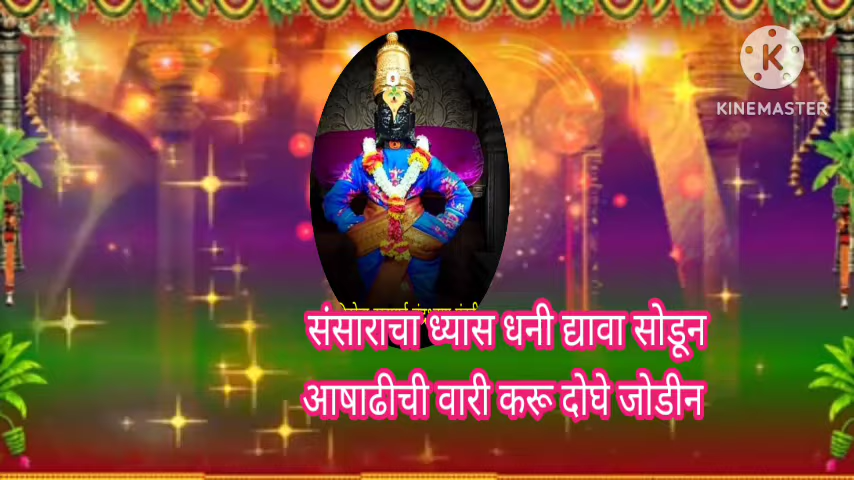 KINEMASTER
संसाराचा ध्यास धनी द्यावा सोडून
आषाढीची वारी करू दोघे जोडीन